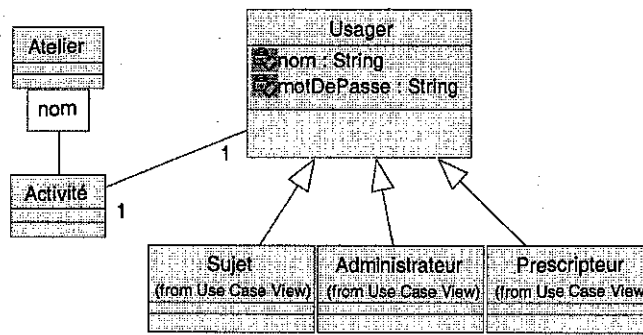 Atelier
nom
Activité
1
1
Usager
nom : String
motDePasse : String
Sujet
(from Use Case View)
Administrateur
(from Use Case View)
Prescripteur
(from Use Case View)